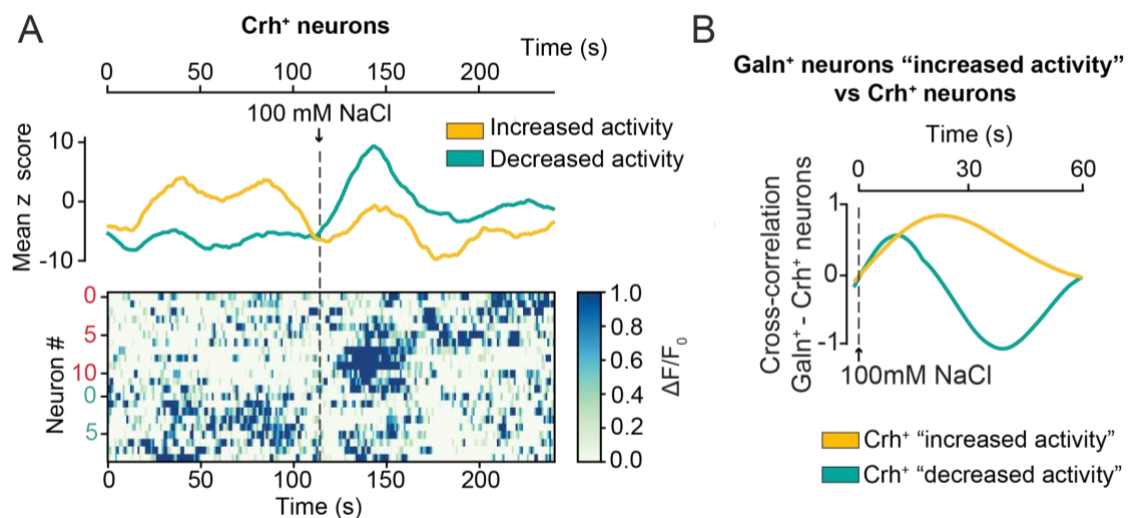 A
Crh⁺ neurons
Time (s)
0 50 100 150 200
100 mM NaCl
Increased activity
Decreased activity
Mean z score
10
0
-10
Neuron #
0
5
10
0
5
0 50 100 150 200
Time (s)
1.0
0.8
0.6
0.4
0.2
0.0
ΔF/F₀
B
Galn⁺ neurons “increased activity”
vs Crh⁺ neurons
Time (s)
0 30 60
Cross-correlation
Galn⁺ - Crh⁺ neurons
1
0
-1
100mM NaCl
Crh⁺ “increased activity”
Crh⁺ “decreased activity”